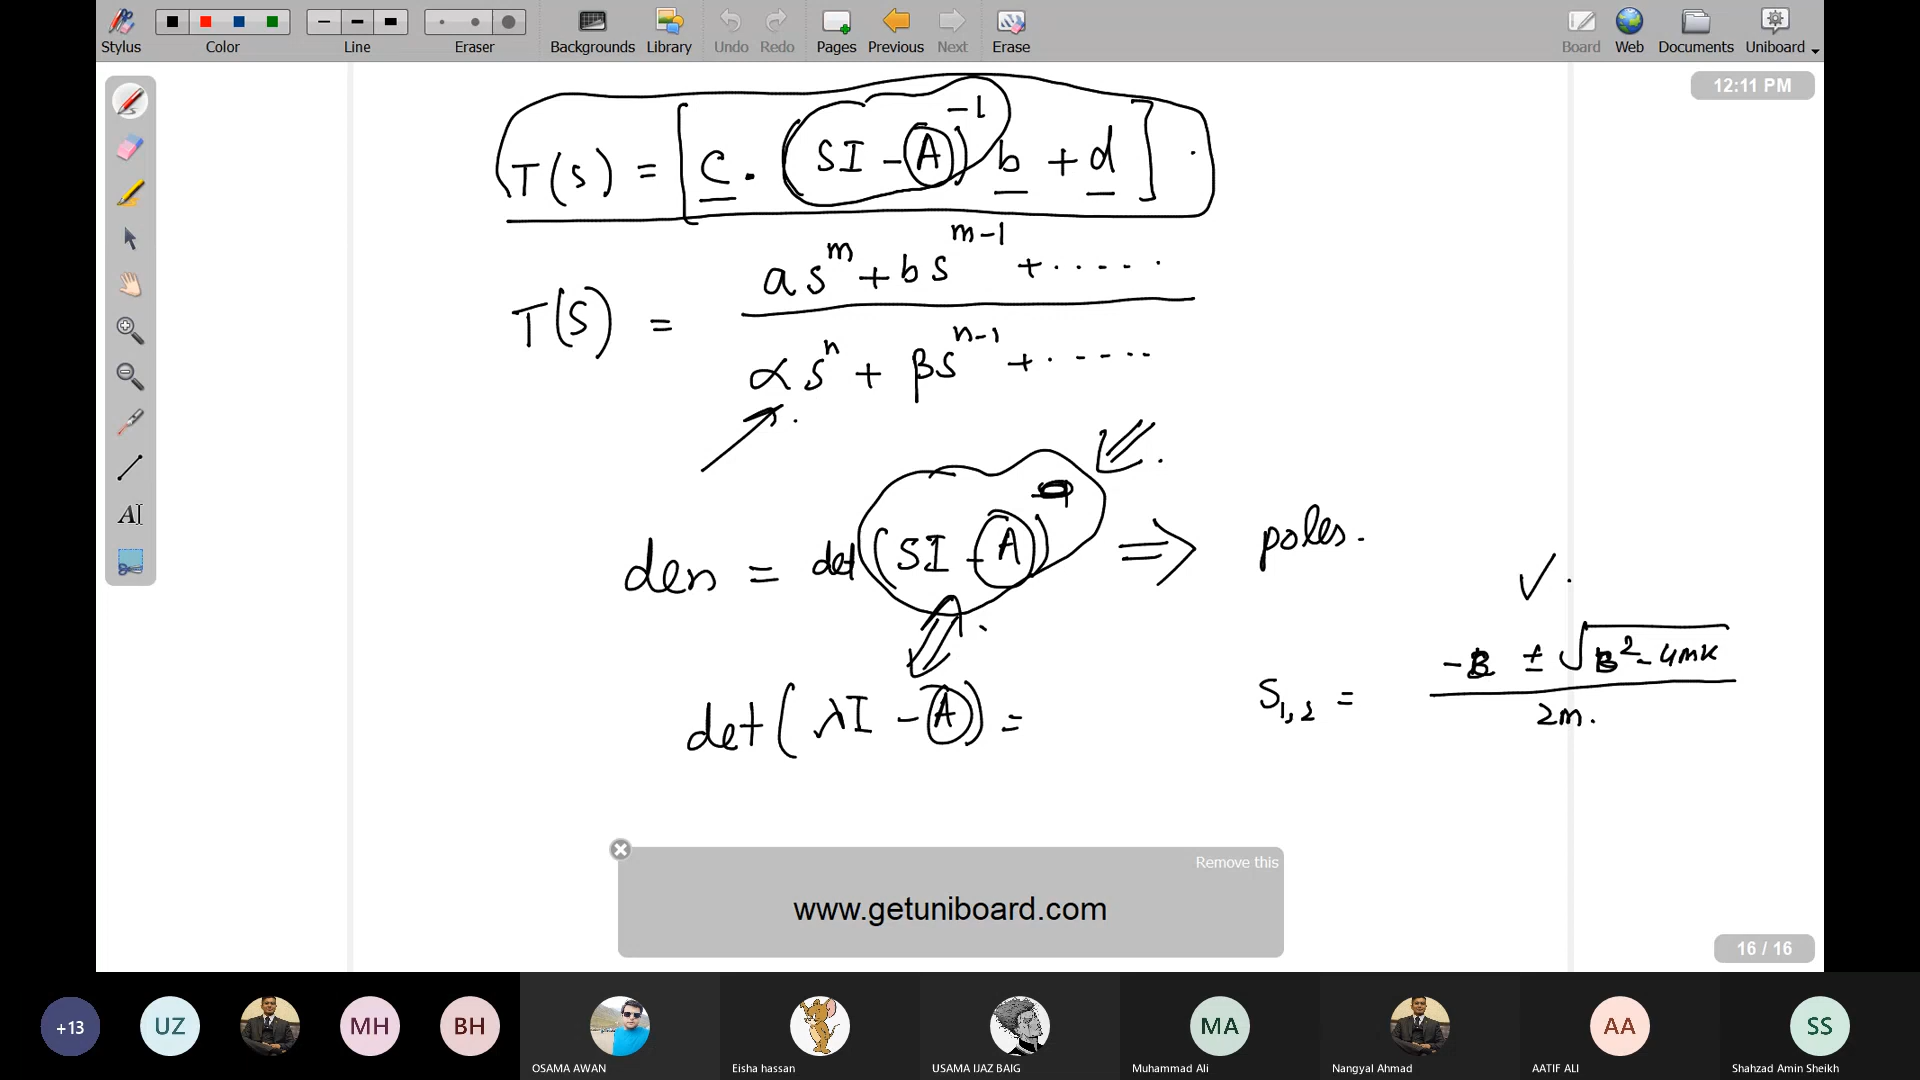 Stylus Color Line Eraser Backgrounds Library Undo Redo Pages Previous Next Erase Board Web Documents Uniboard
12:11 PM
T(s) = [c · (SI - A)⁻¹ b + d]
T(s) = as^m + bs^(m-1) + ..... / αs^n + βs^(n-1) + .....
den = det(SI - A) ⇒ poles.
✓
det(λI - A) =
S1,2 = -B ± √(B² - 4mk) / 2m.
Remove this
www.getuniboard.com
16 / 16
+13 UZ MH BH MA AA SS
OSAMA AWAN Eisha hassan USAMA IJAZ BAIG Muhammad Ali Nangyal Ahmad AATIF ALI Shahzad Amin Sheikh